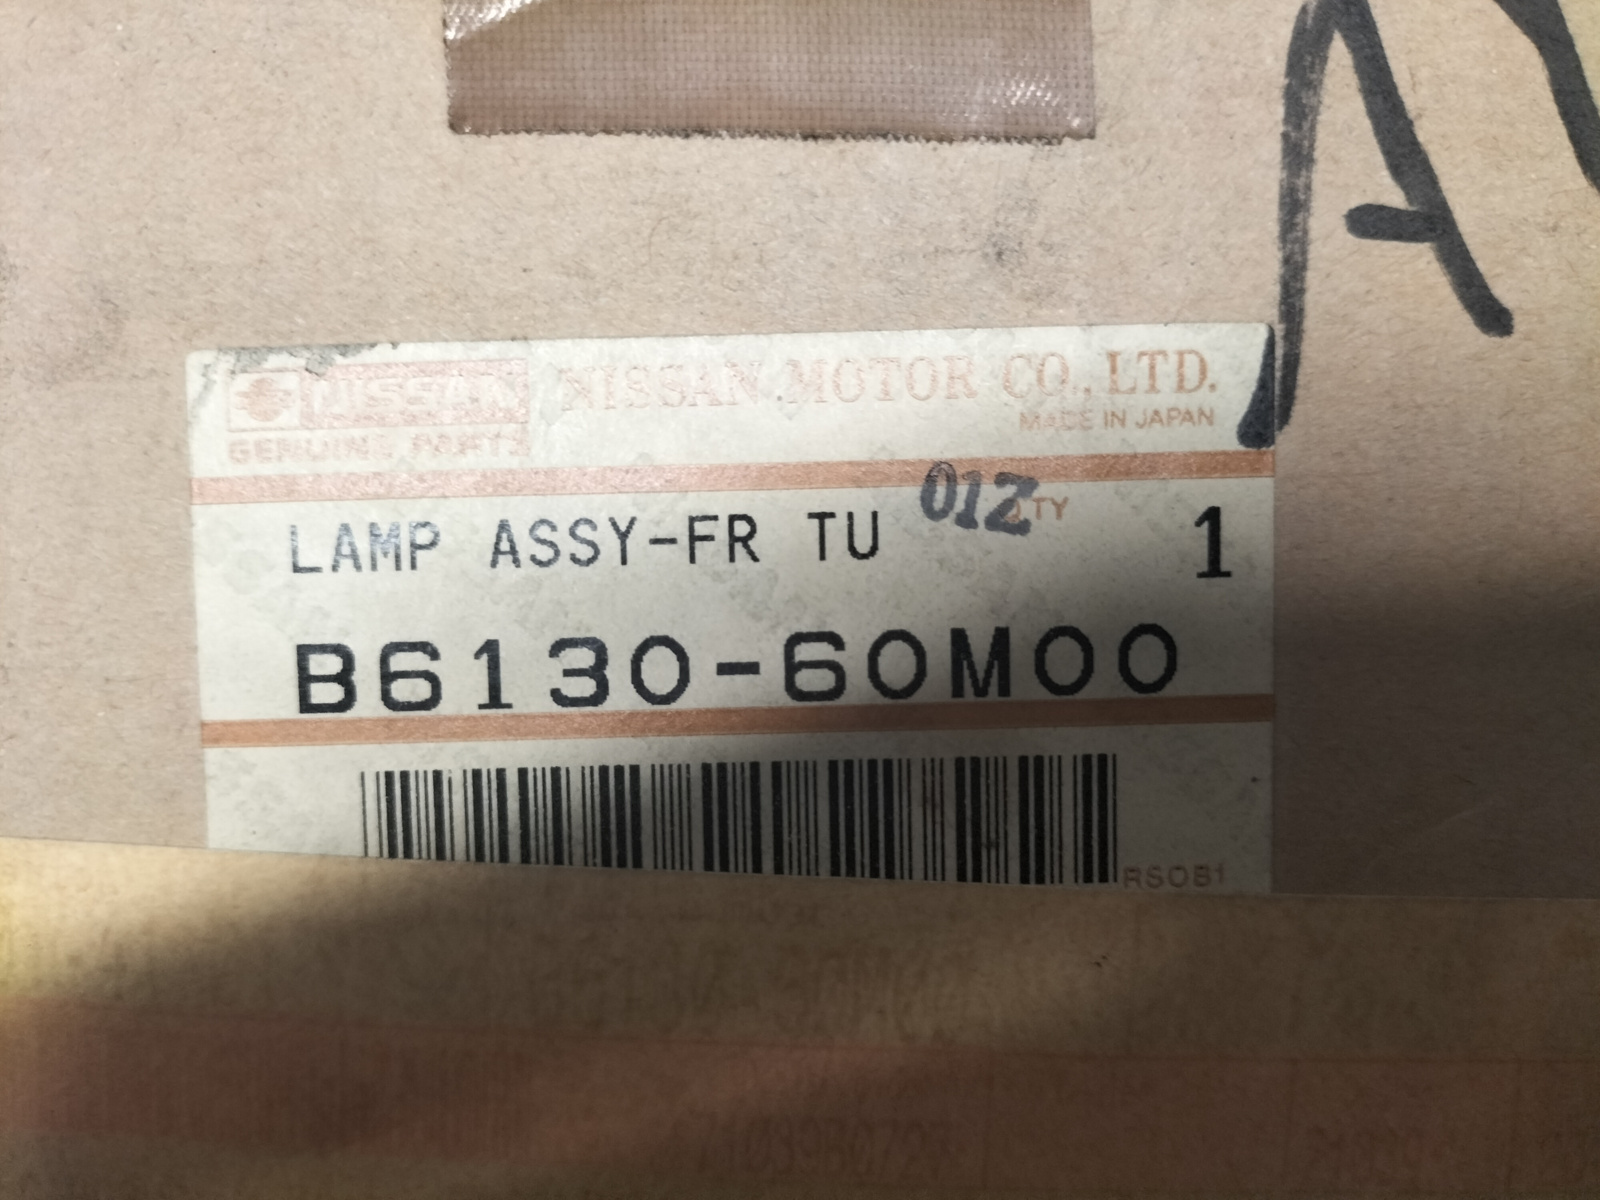 A
NISSAN
GENUINE PARTS
NISSAN MOTOR CO., LTD.
MADE IN JAPAN
012
QTY
LAMP ASSY-FR TU
1
B6130-60M00
RSOB1